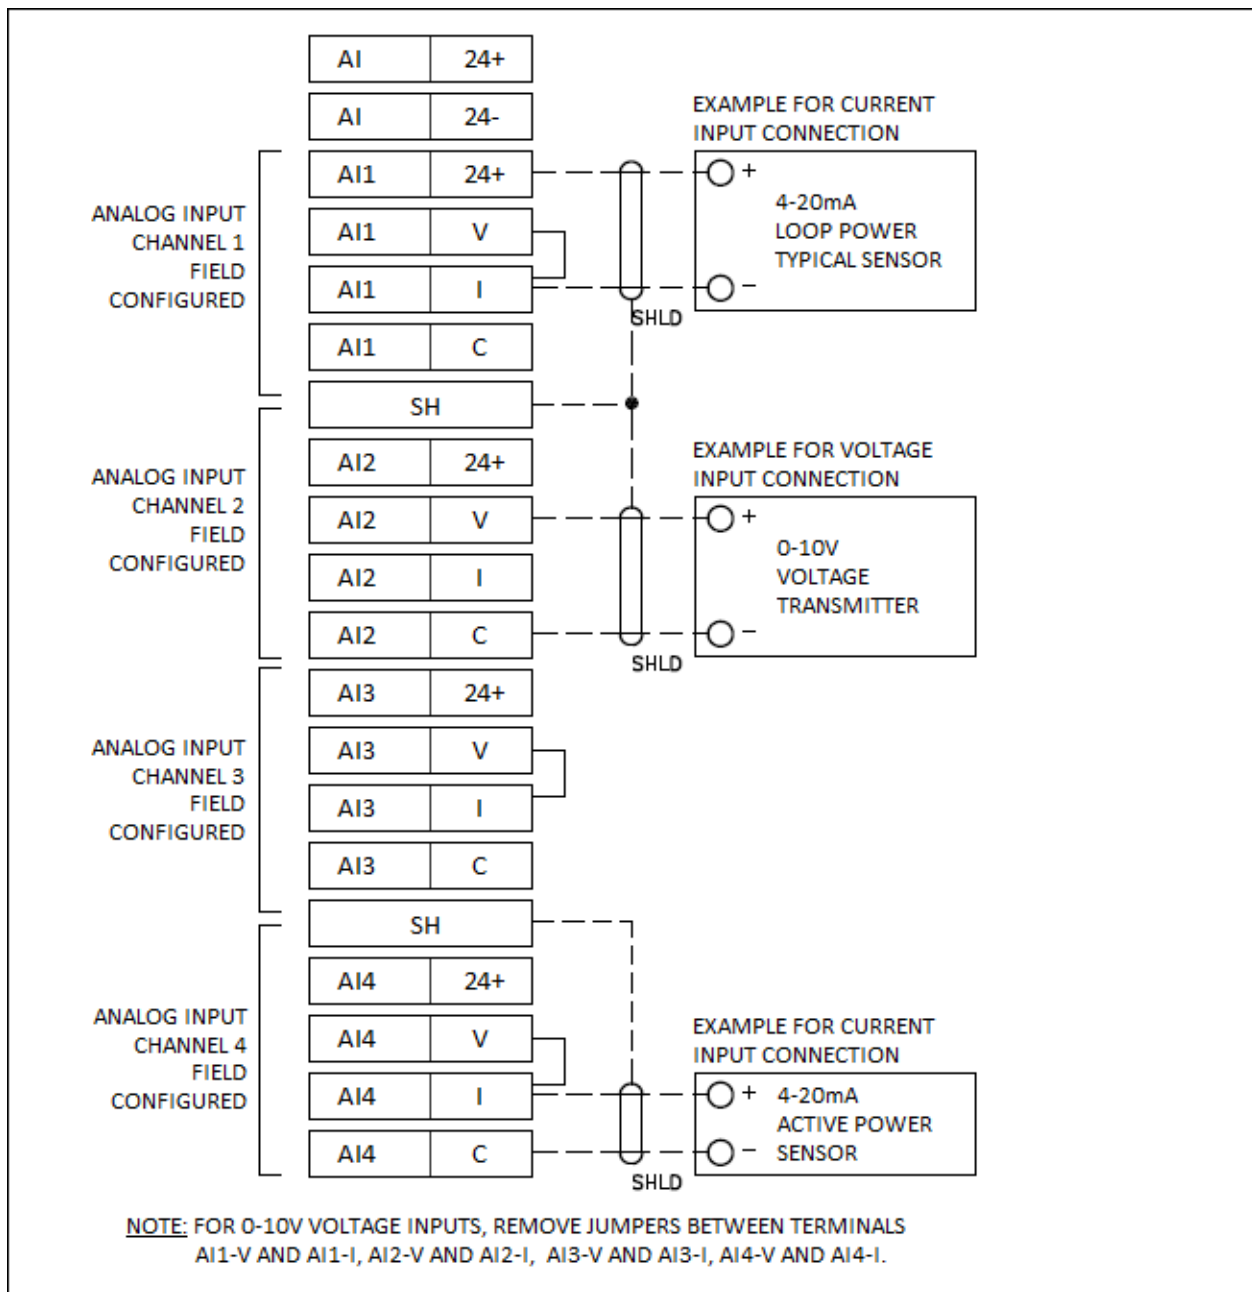 AI 24+
AI 24-
EXAMPLE FOR CURRENT
INPUT CONNECTION
ANALOG INPUT
CHANNEL 1
FIELD
CONFIGURED
AI1 24+
AI1 V
AI1 I
AI1 C
+
4-20mA
LOOP POWER
TYPICAL SENSOR
−
SHLD
SH
ANALOG INPUT
CHANNEL 2
FIELD
CONFIGURED
AI2 24+
AI2 V
AI2 I
AI2 C
EXAMPLE FOR VOLTAGE
INPUT CONNECTION
+
0-10V
VOLTAGE
TRANSMITTER
−
SHLD
ANALOG INPUT
CHANNEL 3
FIELD
CONFIGURED
AI3 24+
AI3 V
AI3 I
AI3 C
SH
ANALOG INPUT
CHANNEL 4
FIELD
CONFIGURED
AI4 24+
AI4 V
AI4 I
AI4 C
EXAMPLE FOR CURRENT
INPUT CONNECTION
+ 4-20mA
ACTIVE POWER
− SENSOR
SHLD
NOTE: FOR 0-10V VOLTAGE INPUTS, REMOVE JUMPERS BETWEEN TERMINALS
AI1-V AND AI1-I, AI2-V AND AI2-I, AI3-V AND AI3-I, AI4-V AND AI4-I.